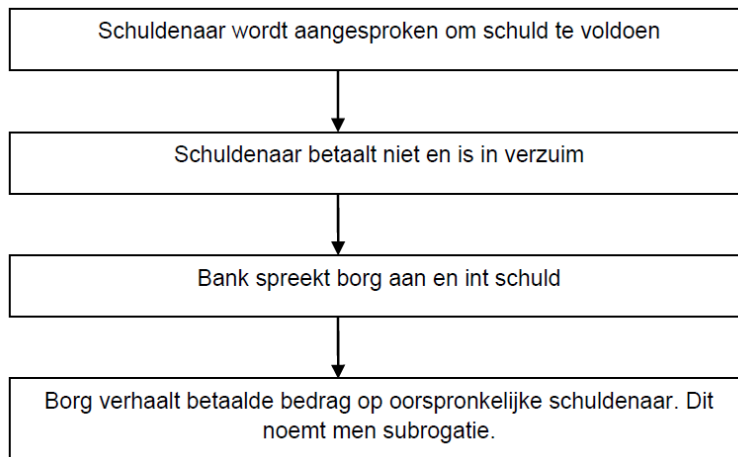 Schuldenaar wordt aangesproken om schuld te voldoen
Schuldenaar betaalt niet en is in verzuim
Bank spreekt borg aan en int schuld
Borg verhaalt betaalde bedrag op oorspronkelijke schuldenaar. Dit
noemt men subrogatie.